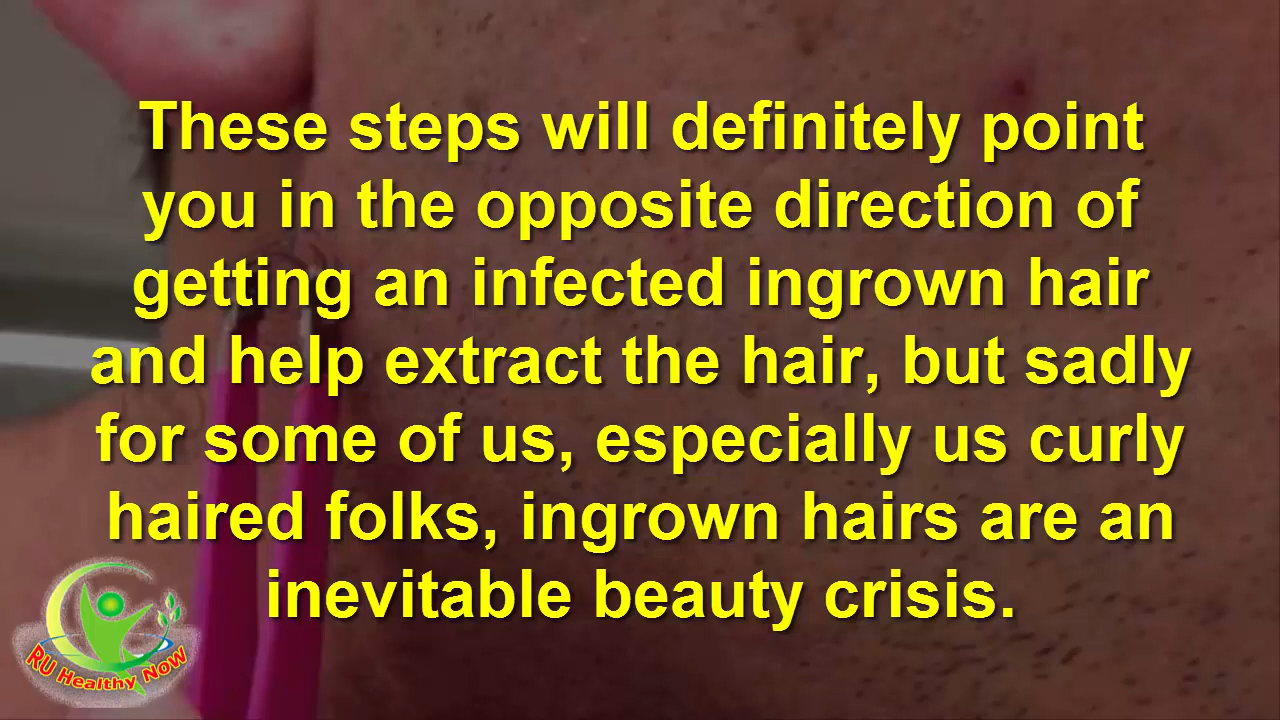 These steps will definitely point
you in the opposite direction of
getting an infected ingrown hair
and help extract the hair, but sadly
for some of us, especially us curly
haired folks, ingrown hairs are an
inevitable beauty crisis.
RU Healthy Now